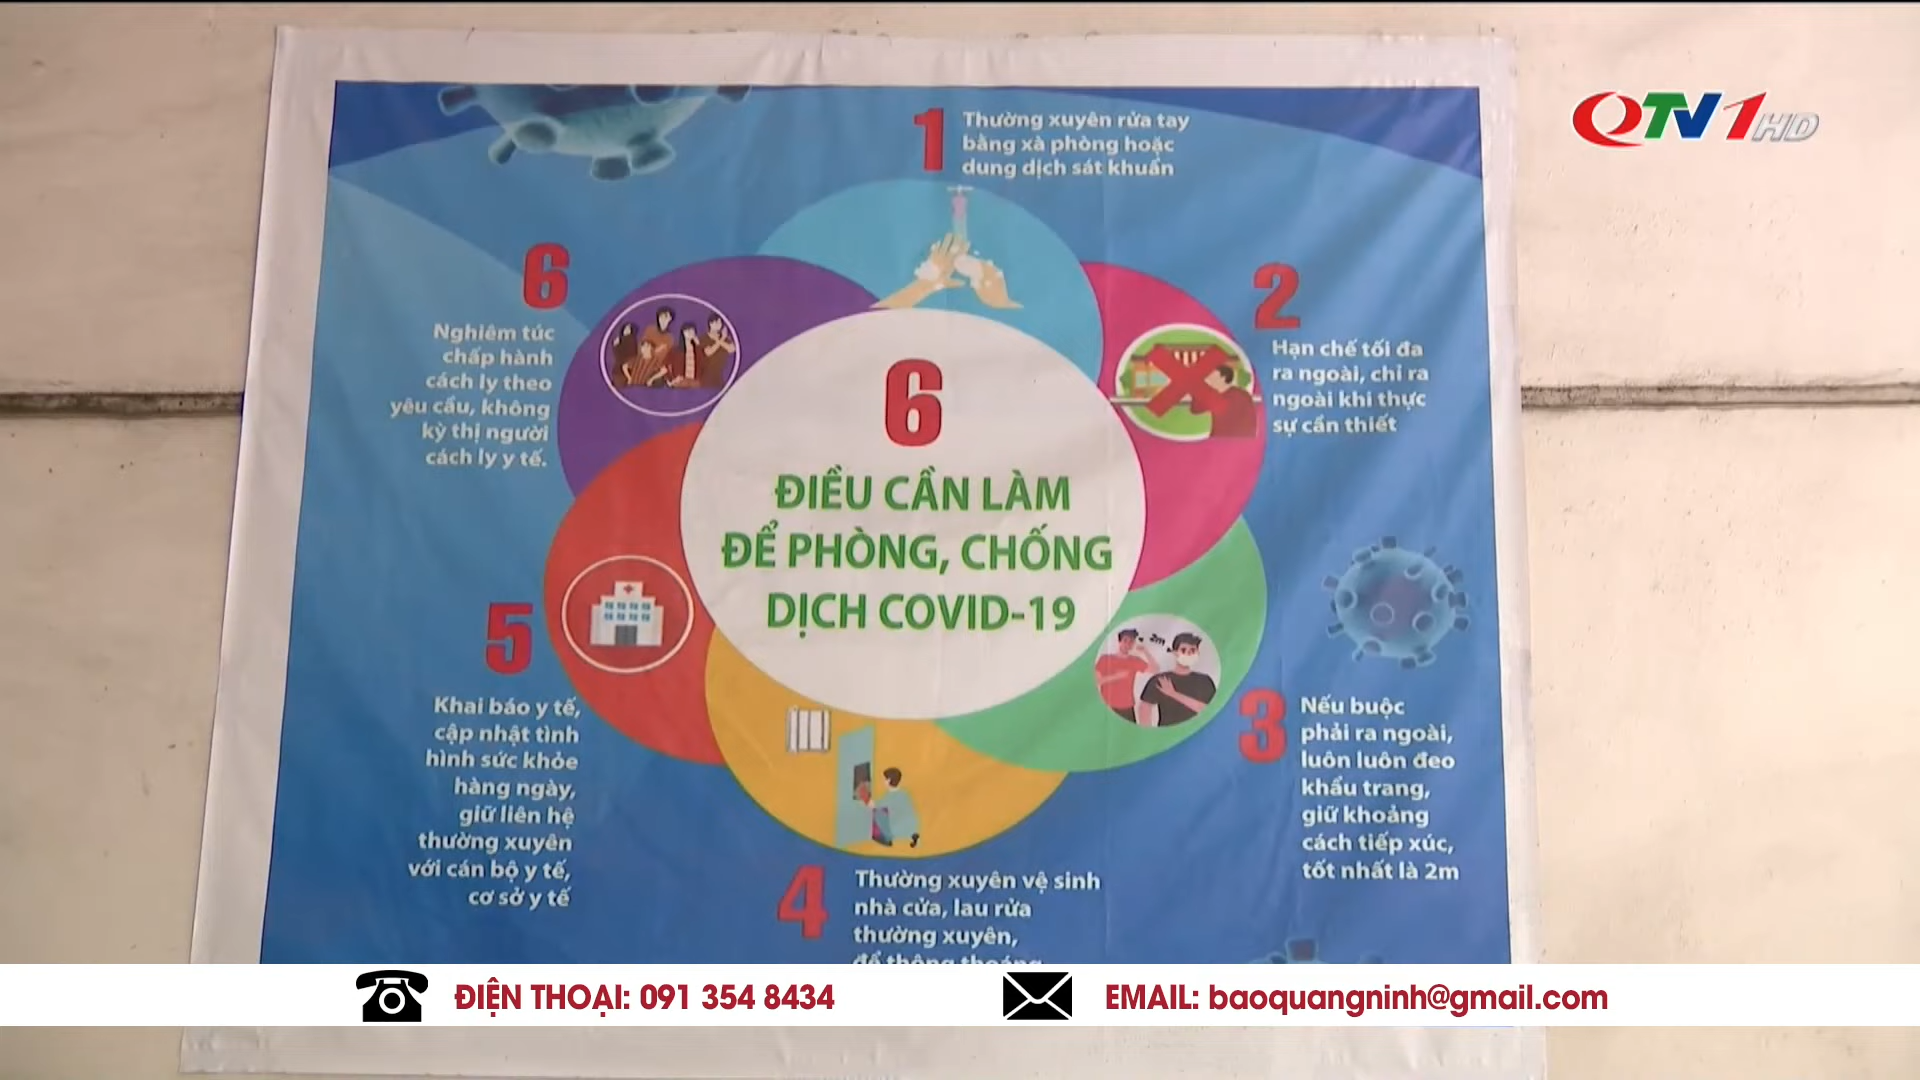 QTV1HD
1
Thường xuyên rửa tay
bằng xà phòng hoặc
dung dịch sát khuẩn
2
Hạn chế tối đa
ra ngoài, chỉ ra
ngoài khi thực
sự cần thiết
6
Nghiêm túc
chấp hành
cách ly theo
yêu cầu, không
kỳ thị người
cách ly y tế.
6
ĐIỀU CẦN LÀM
ĐỂ PHÒNG, CHỐNG
DỊCH COVID-19
2m
3
Nếu buộc
phải ra ngoài,
luôn luôn đeo
khẩu trang,
giữ khoảng
cách tiếp xúc,
tốt nhất là 2m
5
Khai báo y tế,
cập nhật tình
hình sức khỏe
hàng ngày,
giữ liên hệ
thường xuyên
với cán bộ y tế,
cơ sở y tế
4
Thường xuyên vệ sinh
nhà cửa, lau rửa
thường xuyên,
để thông thoáng
ĐIỆN THOẠI: 091 354 8434
EMAIL: baoquangninh@gmail.com